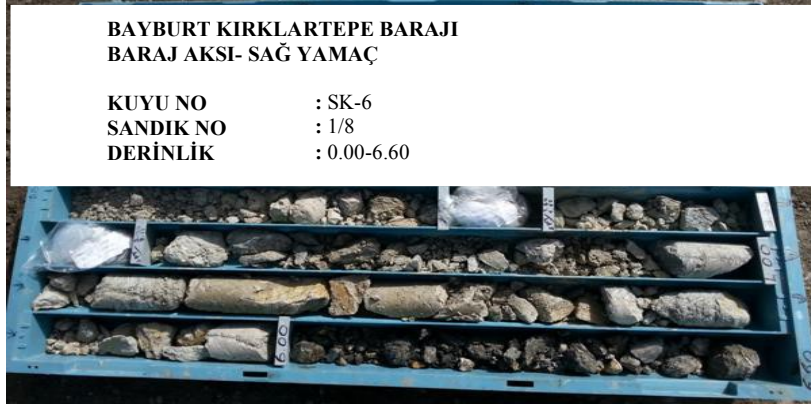 BAYBURT KIRKLARTEPE BARAJI
BARAJ AKSI- SAĞ YAMAÇ
KUYU NO : SK-6
SANDIK NO : 1/8
DERİNLİK : 0.00-6.60
6.00